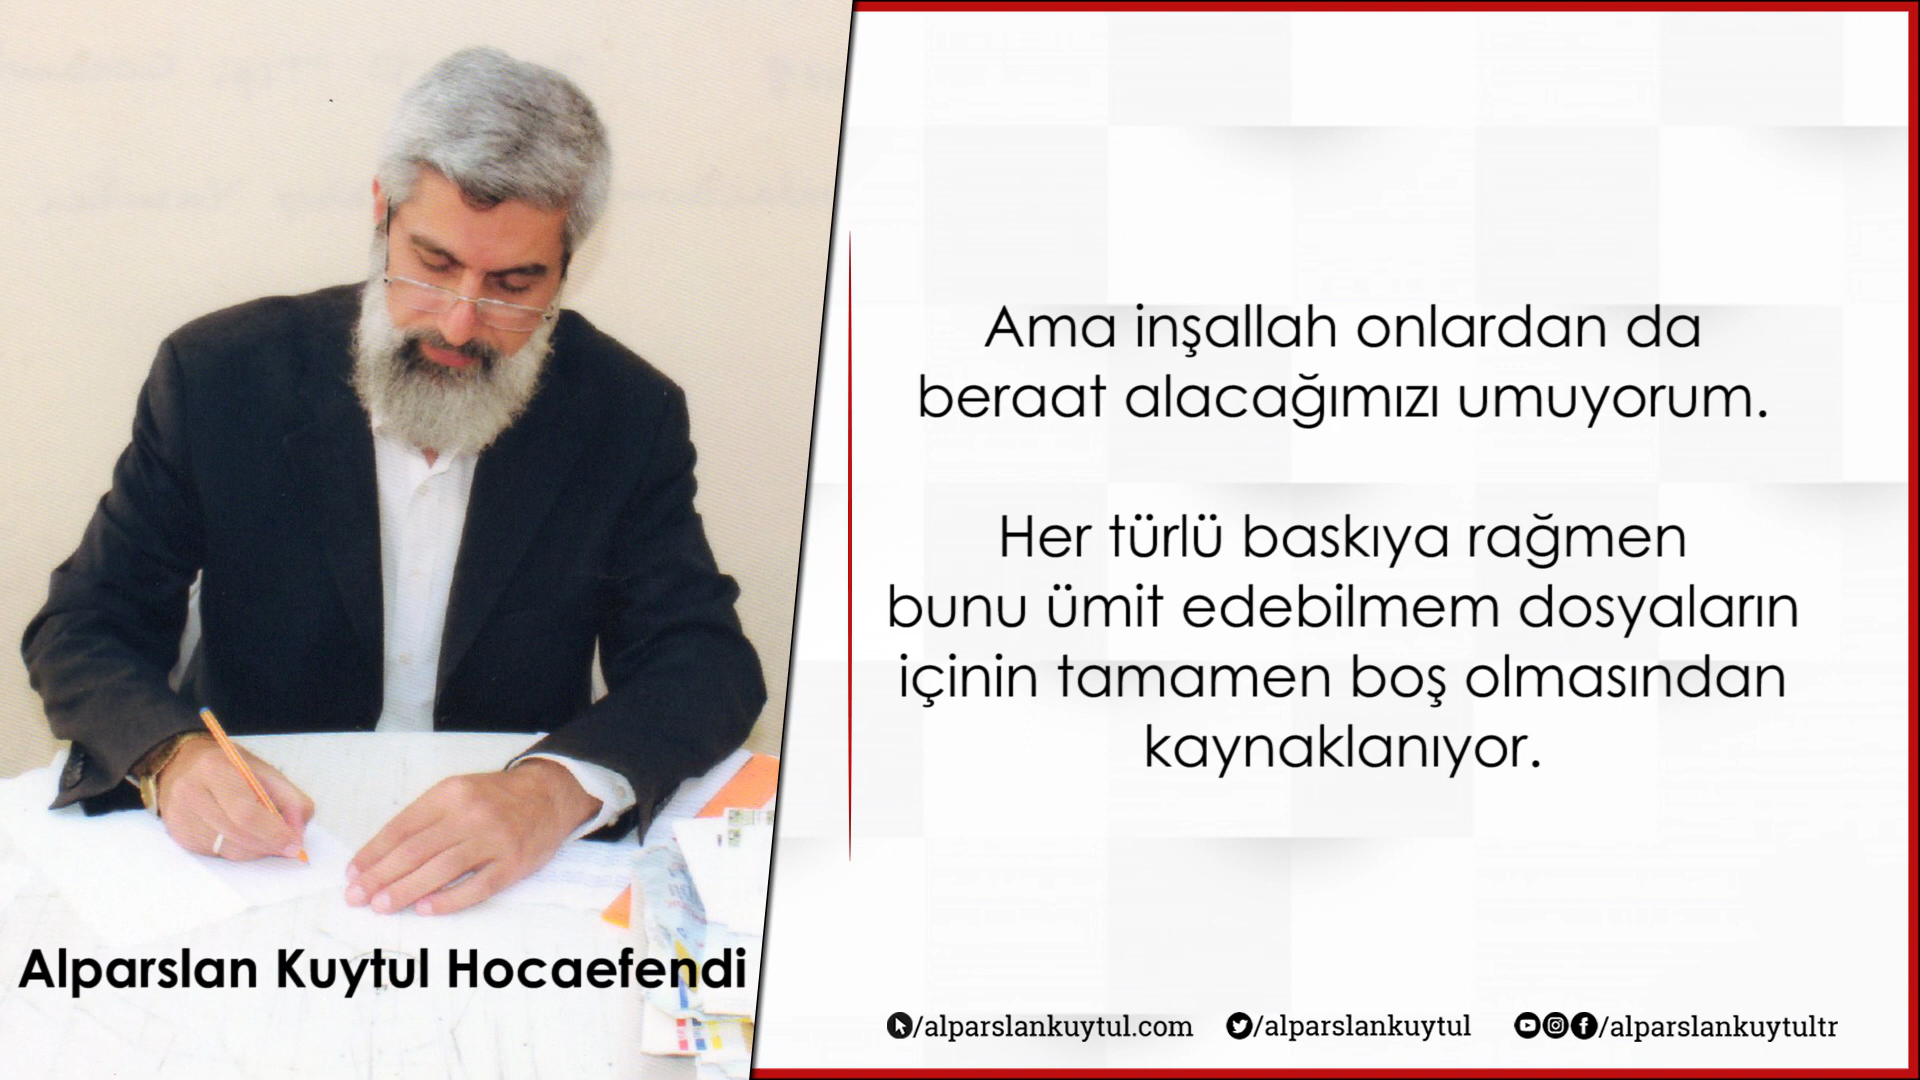 Ama inşallah onlardan da
beraat alacağımızı umuyorum.
Her türlü baskıya rağmen
bunu ümit edebilmem dosyaların
içinin tamamen boş olmasından
kaynaklanıyor.
Alparslan Kuytul Hocaefendi
/alparslankuytul.com /alparslankuytul /alparslankuytultr